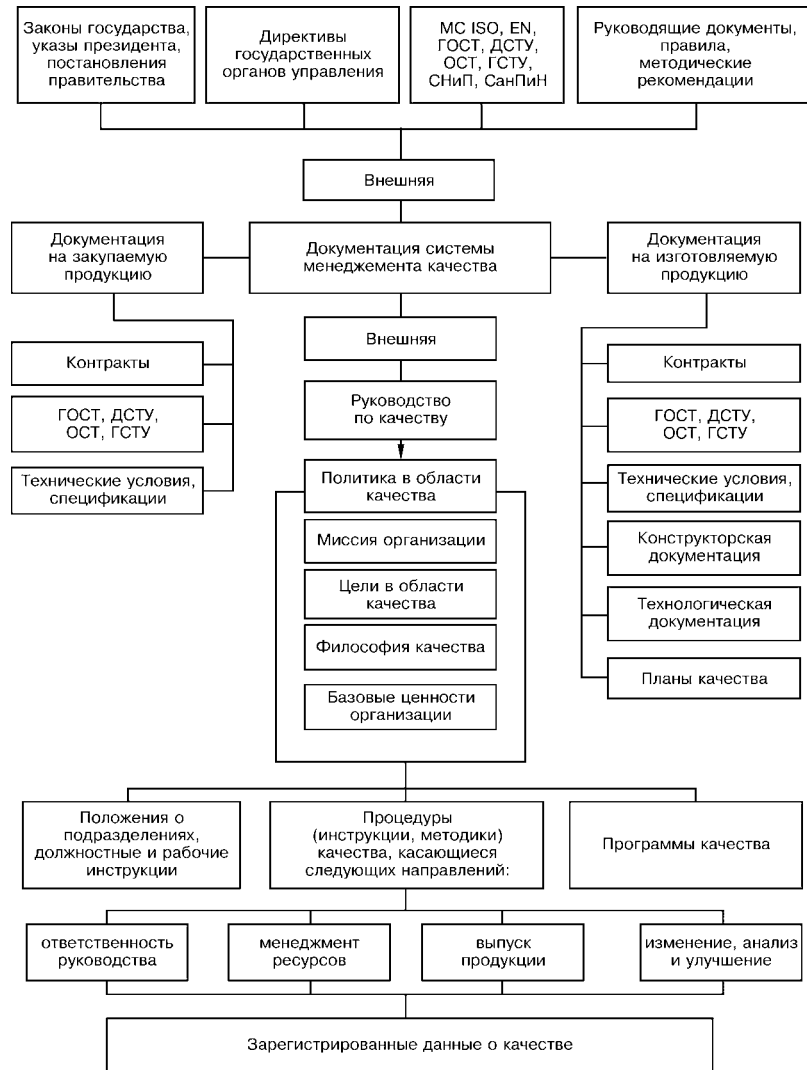 Законы государства,
указы президента,
постановления
правительства
Директивы
государственных
органов управления
МС ISO, EN,
ГОСТ, ДСТУ,
ОСТ, ГСТУ,
СНиП, СанПиН
Руководящие документы,
правила,
методические
рекомендации
Внешняя
Документация
на закупаемую
продукцию
Документация системы
менеджемента качества
Документация
на изготовляемую
продукцию
Контракты
ГОСТ, ДСТУ,
ОСТ, ГСТУ
Технические условия,
спецификации
Внешняя
Руководство
по качеству
Политика в области
качества
Миссия организации
Цели в области
качества
Философия качества
Базовые ценности
организации
Контракты
ГОСТ, ДСТУ,
ОСТ, ГСТУ
Технические условия,
спецификации
Конструкторская
документация
Технологическая
документация
Планы качества
Положения о
подразделениях,
должностные и рабочие
инструкции
Процедуры
(инструкции, методики)
качества, касающиеся
следующих направлений:
Программы качества
ответственность
руководства
менеджмент
ресурсов
выпуск
продукции
изменение, анализ
и улучшение
Зарегистрированные данные о качестве